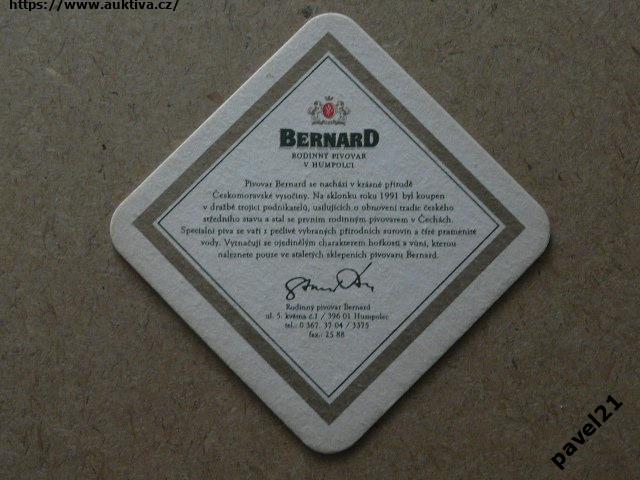 https://www.auktiva.cz/
BERNARD
RODINNÝ PIVOVAR
V HUMPOLCI
Pivovar Bernard se nachází v krásné přírodě
Českomoravské vysočiny. Na sklonku roku 1991 byl koupen
v dražbě trojicí podnikatelů, usilujících o obnovení tradic českého
středního stavu a stal se prvním rodinným pivovarem v Čechách.
Speciální piva se vaří z pečlivě vybraných přírodních surovin a čiré pramenité
vody. Vyznačují se ojedinělým charakterem hořkosti a vůní, kterou
naleznete pouze ve staletých sklepeních pivovaru Bernard.
Rodinný pivovar Bernard
ul. 5. května č.1 / 396 01 Humpolec
tel.: 0 367. 37 04 / 3375
fax.: 25 88
pavel21